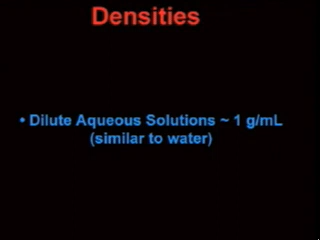 Densities
• Dilute Aqueous Solutions ~ 1 g/mL
(similar to water)